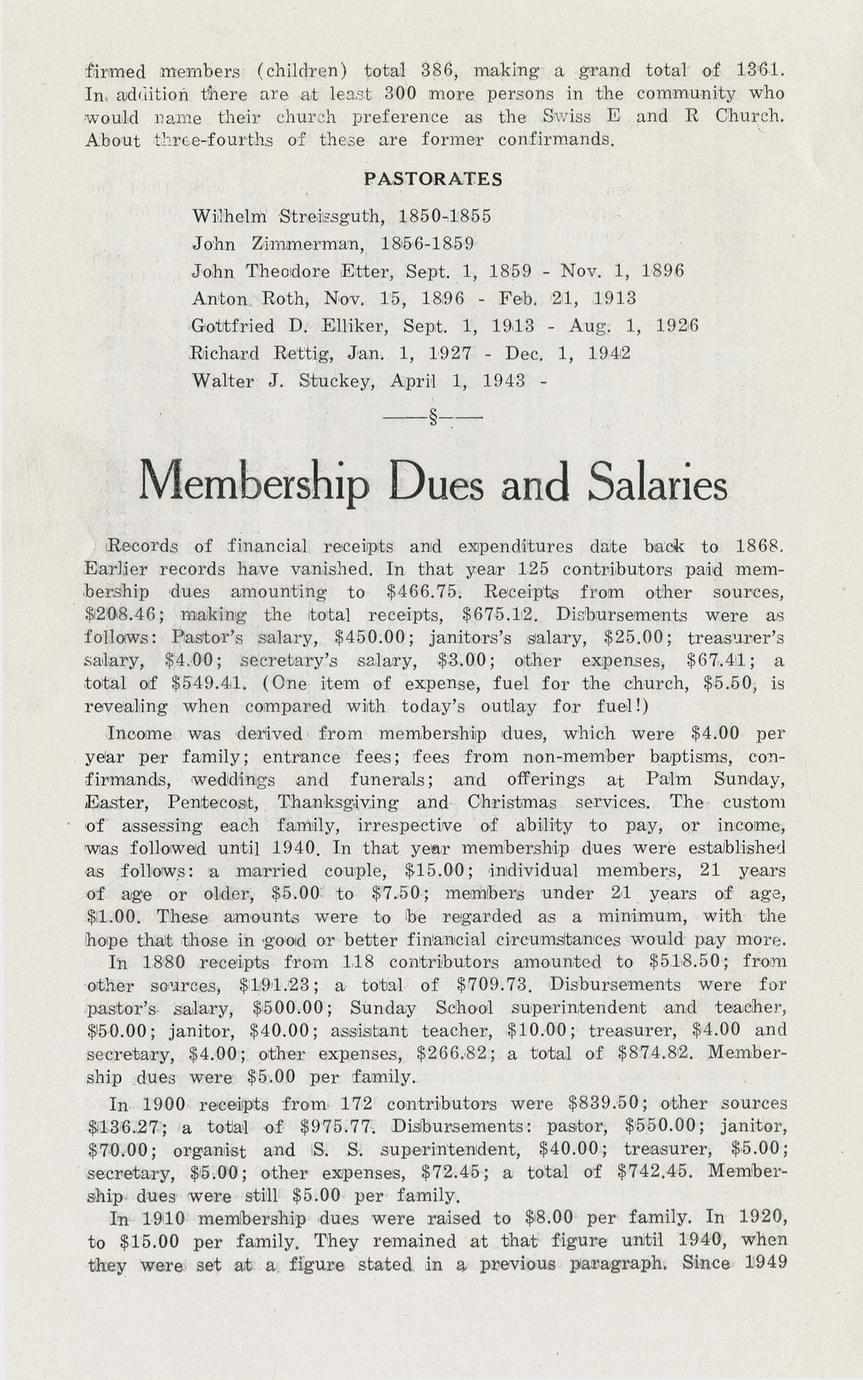 firmed members (children) total 386, making a grand total of 1361.
In addition there are at least 300 more persons in the community who
would name their church preference as the Swiss E and R Church.
About three-fourths of these are former confirmands.
PASTORATES
Wilhelm Streissguth, 1850-1855
John Zimmerman, 1856-1859
John Theodore Etter, Sept. 1, 1859 - Nov. 1, 1896
Anton Roth, Nov. 15, 1896 - Feb. 21, 1913
Gottfried D. Elliker, Sept. 1, 1913 - Aug. 1, 1926
Richard Rettig, Jan. 1, 1927 - Dec. 1, 1942
Walter J. Stuckey, April 1, 1943 -
——§——
Membership Dues and Salaries
Records of financial receipts and expenditures date back to 1868.
Earlier records have vanished. In that year 125 contributors paid mem-
bership dues amounting to $466.75. Receipts from other sources,
$208.46; making the total receipts, $675.12. Disbursements were as
follows: Pastor's salary, $450.00; janitors's salary, $25.00; treasurer's
salary, $4.00; secretary's salary, $3.00; other expenses, $67.41; a
total of $549.41. (One item of expense, fuel for the church, $5.50, is
revealing when compared with today's outlay for fuel!)
Income was derived from membership dues, which were $4.00 per
year per family; entrance fees; fees from non-member baptisms, con-
firmands, weddings and funerals; and offerings at Palm Sunday,
Easter, Pentecost, Thanksgiving and Christmas services. The custom
of assessing each family, irrespective of ability to pay, or income,
was followed until 1940. In that year membership dues were established
as follows: a married couple, $15.00; individual members, 21 years
of age or older, $5.00 to $7.50; members under 21 years of age,
$1.00. These amounts were to be regarded as a minimum, with the
hope that those in good or better financial circumstances would pay more.
In 1880 receipts from 118 contributors amounted to $518.50; from
other sources, $191.23; a total of $709.73. Disbursements were for
pastor's salary, $500.00; Sunday School superintendent and teacher,
$50.00; janitor, $40.00; assistant teacher, $10.00; treasurer, $4.00 and
secretary, $4.00; other expenses, $266.82; a total of $874.82. Member-
ship dues were $5.00 per family.
In 1900 receipts from 172 contributors were $839.50; other sources
$136.27; a total of $975.77. Disbursements: pastor, $550.00; janitor,
$70.00; organist and S. S. superintendent, $40.00; treasurer, $5.00;
secretary, $5.00; other expenses, $72.45; a total of $742.45. Member-
ship dues were still $5.00 per family.
In 1910 membership dues were raised to $8.00 per family. In 1920,
to $15.00 per family. They remained at that figure until 1940, when
they were set at a figure stated in a previous paragraph. Since 1949